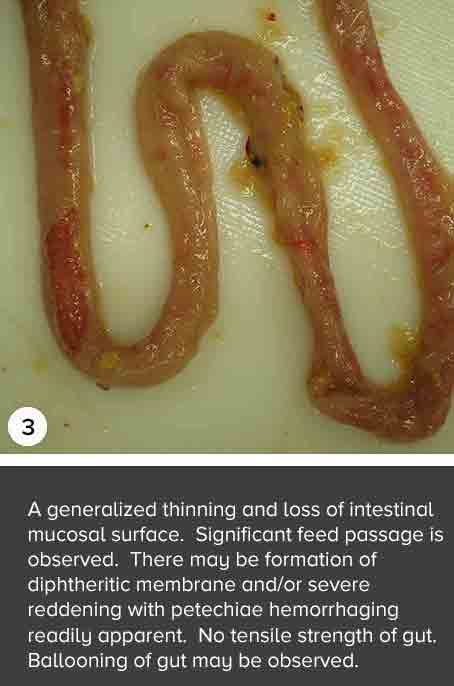 3
A generalized thinning and loss of intestinal
mucosal surface.  Significant feed passage is
observed.  There may be formation of
diphtheritic membrane and/or severe
reddening with petechiae hemorrhaging
readily apparent.  No tensile strength of gut.
Ballooning of gut may be observed.